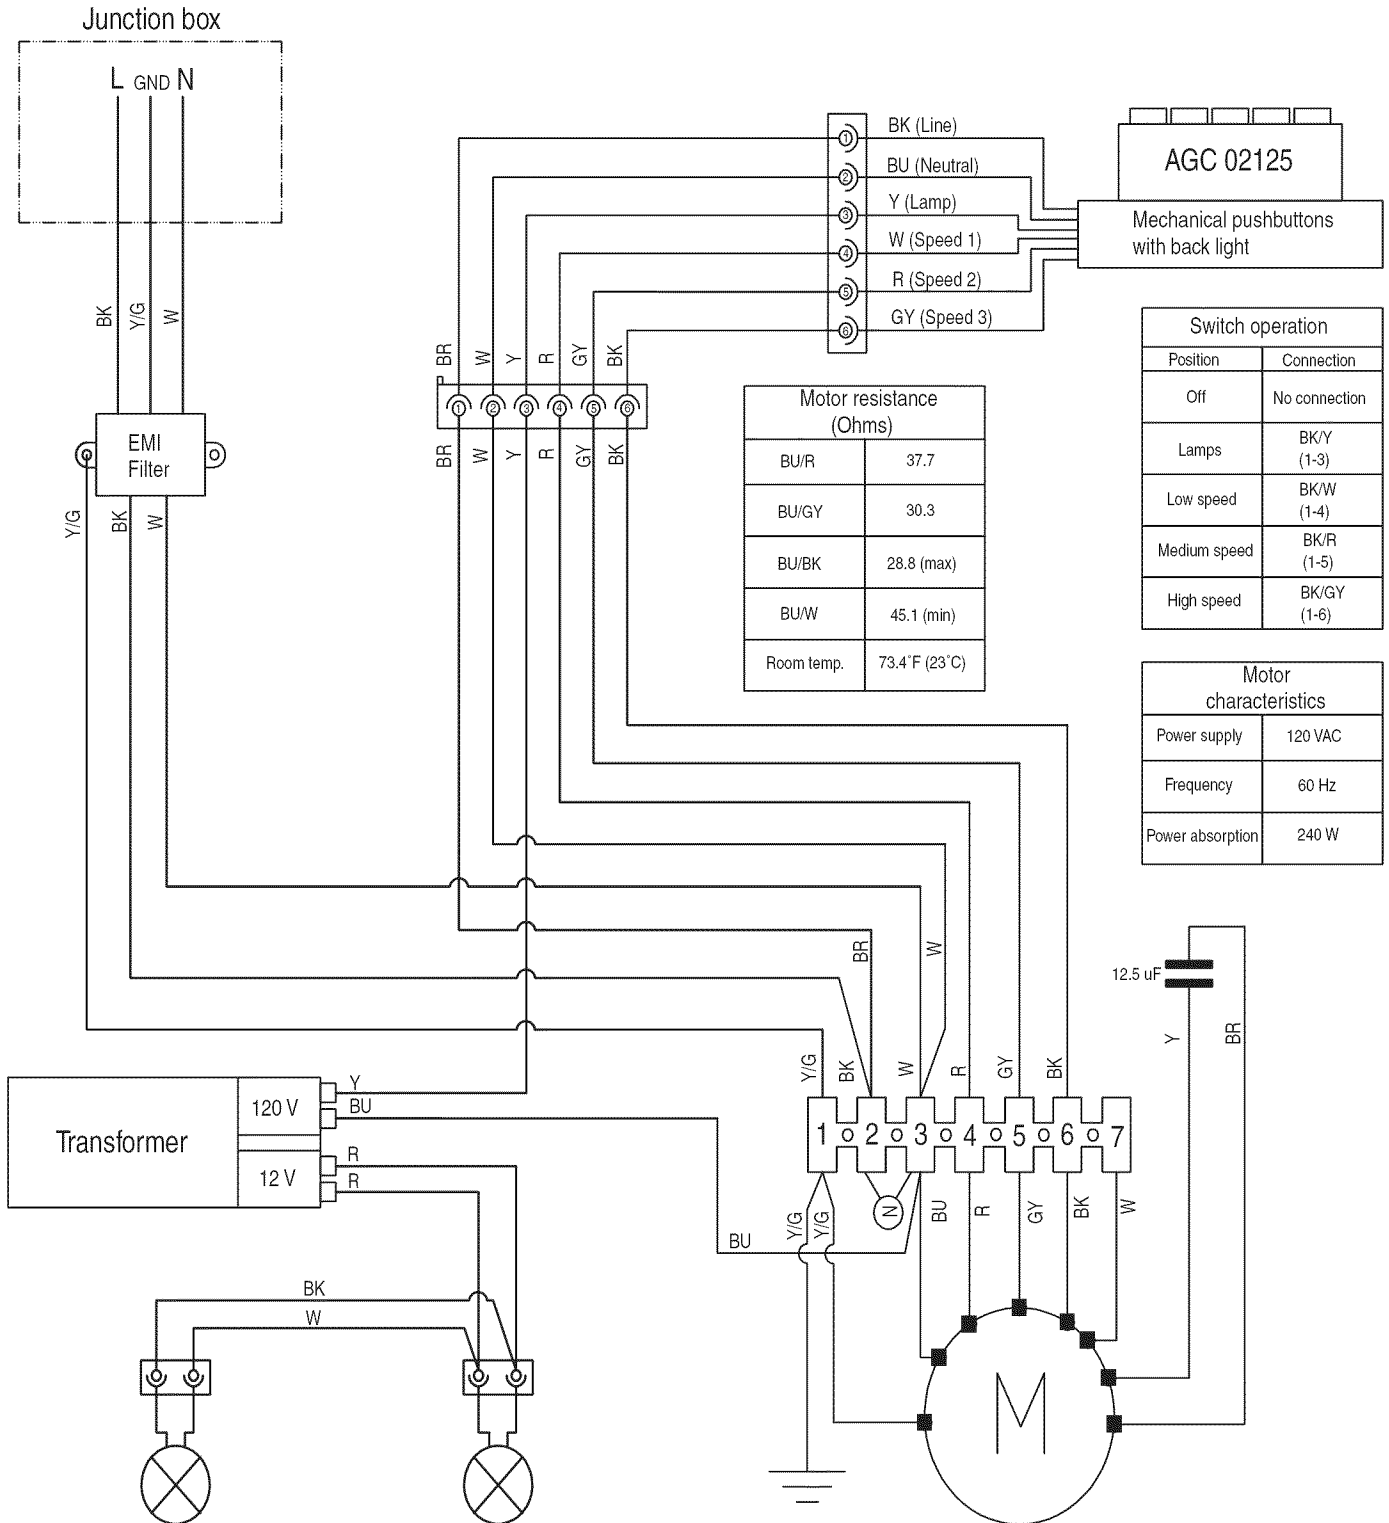 Junction box
L GND N
BK Y/G W
EMI
Filter
Y/G BK W
1 BK (Line)
2 BU (Neutral)
3 Y (Lamp)
4 W (Speed 1)
5 R (Speed 2)
6 GY (Speed 3)
AGC 02125
Mechanical pushbuttons
with back light
BR W Y R GY BK
1 2 3 4 5 6
BR W Y R GY BK
Motor resistance
(Ohms)
BU/R 37.7
BU/GY 30.3
BU/BK 28.8 (max)
BU/W 45.1 (min)
Room temp. 73.4°F (23°C)
Switch operation
Position Connection
Off No connection
Lamps BK/Y
(1-3)
Low speed BK/W
(1-4)
Medium speed BK/R
(1-5)
High speed BK/GY
(1-6)
Motor
characteristics
Power supply 120 VAC
Frequency 60 Hz
Power absorption 240 W
BR W
12.5 uF
Y BR
Y/G BK W R GY BK
1 2 3 4 5 6 7
Transformer
120 V
12 V
Y
BU
R
R
N
Y/G Y/G BU R GY BK W
BU
BK
W
M